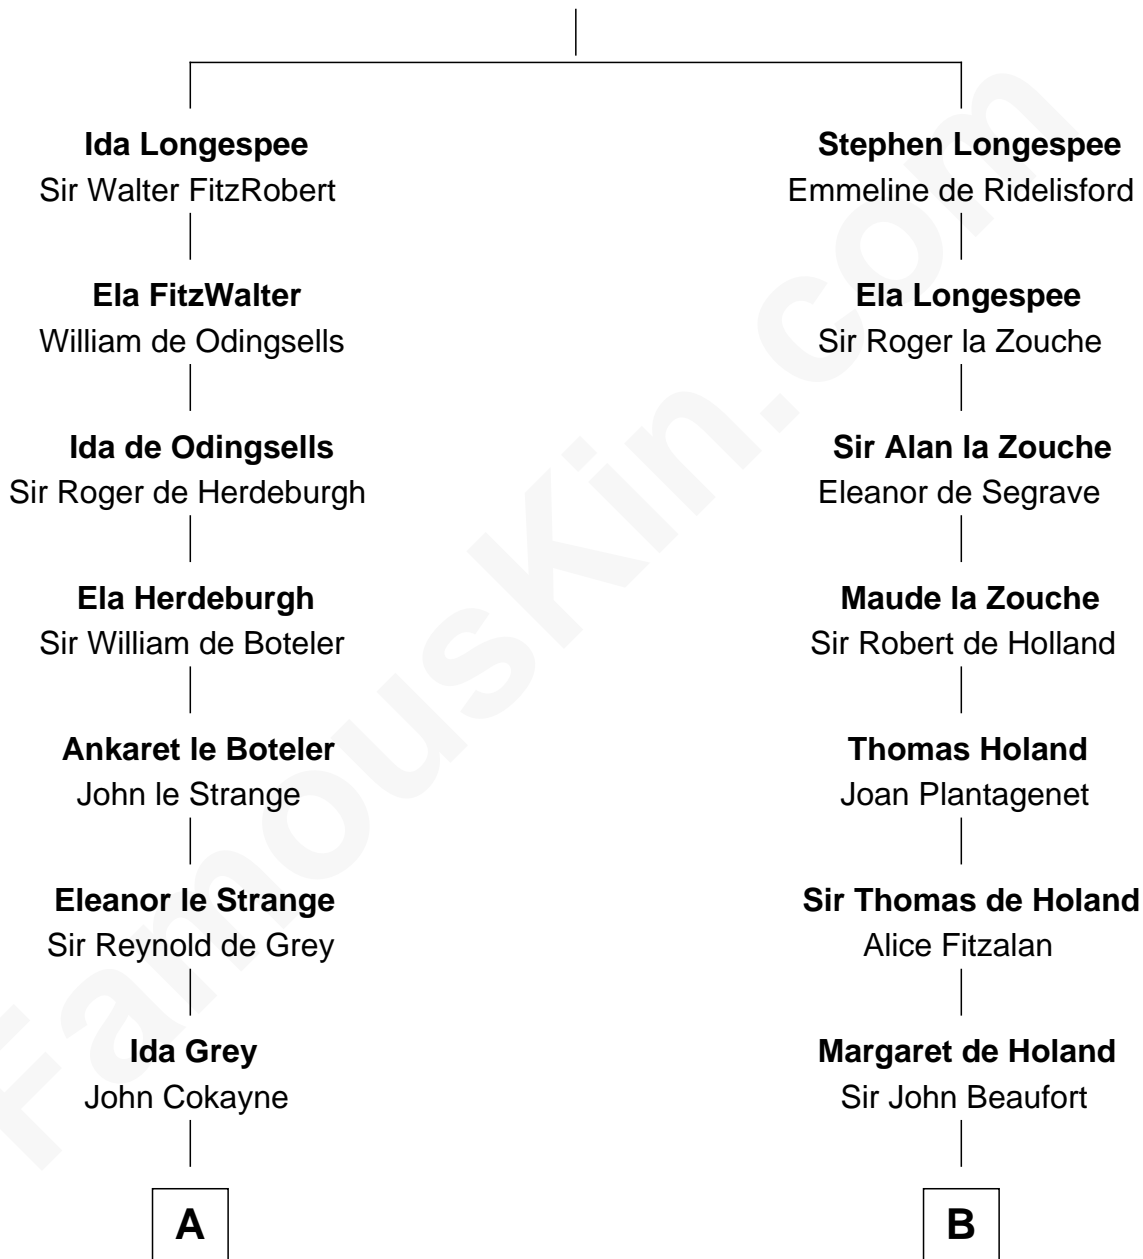 Ida Longespee
Sir Walter FitzRobert
Ela FitzWalter
William de Odingsells
Ida de Odingsells
Sir Roger de Herdeburgh
Ela Herdeburgh
Sir William de Boteler
Ankaret le Boteler
John le Strange
Eleanor le Strange
Sir Reynold de Grey
Ida Grey
John Cokayne
A
Stephen Longespee
Emmeline de Ridelisford
Ela Longespee
Sir Roger la Zouche
Sir Alan la Zouche
Eleanor de Segrave
Maude la Zouche
Sir Robert de Holland
Thomas Holand
Joan Plantagenet
Sir Thomas de Holand
Alice Fitzalan
Margaret de Holand
Sir John Beaufort
B
FamousKin.com